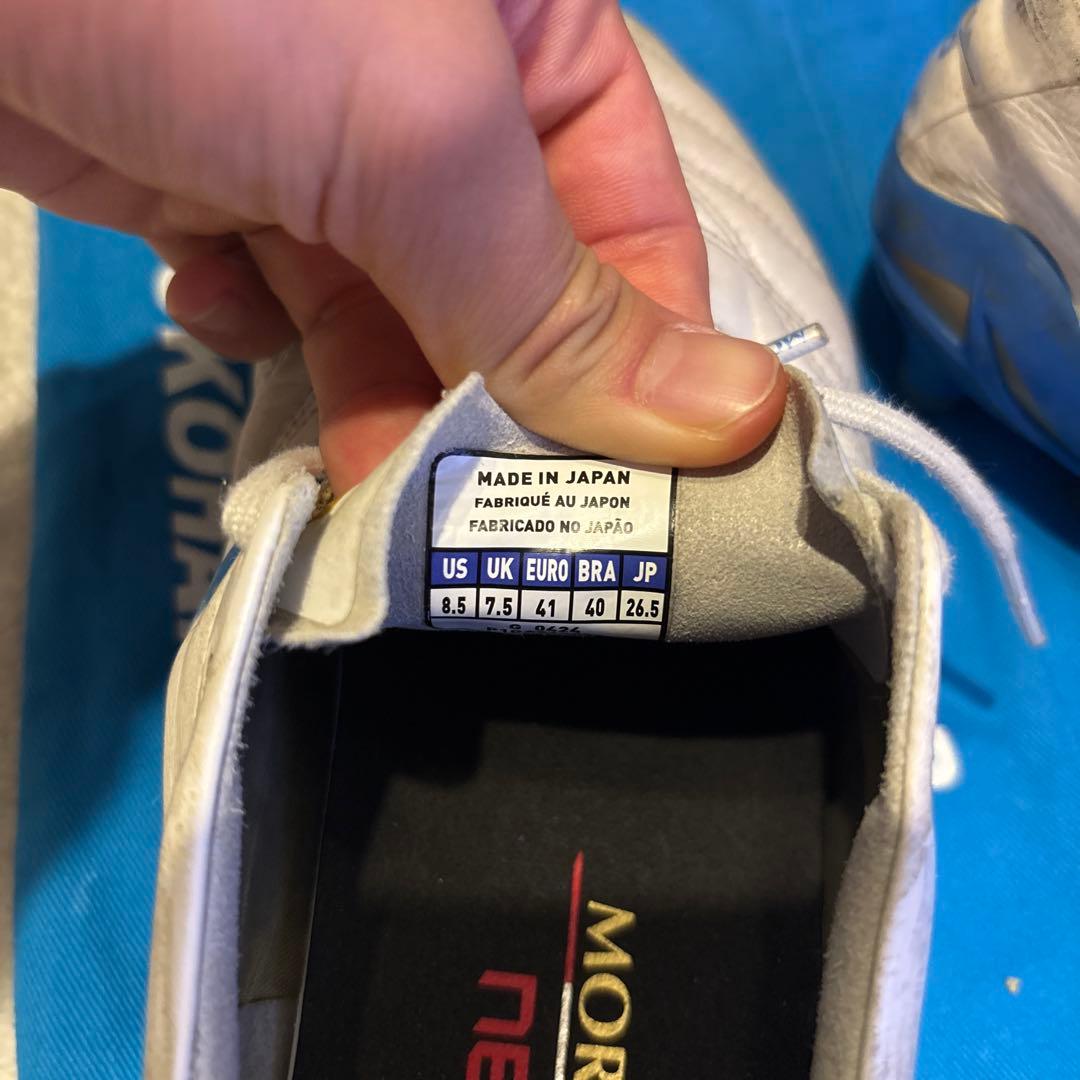 MADE IN JAPAN
FABRIQUÉ AU JAPON
FABRICADO NO JAPÃO
US UK EURO BRA JP
8.5 7.5 41 40 26.5
MOR
ne
KOHA